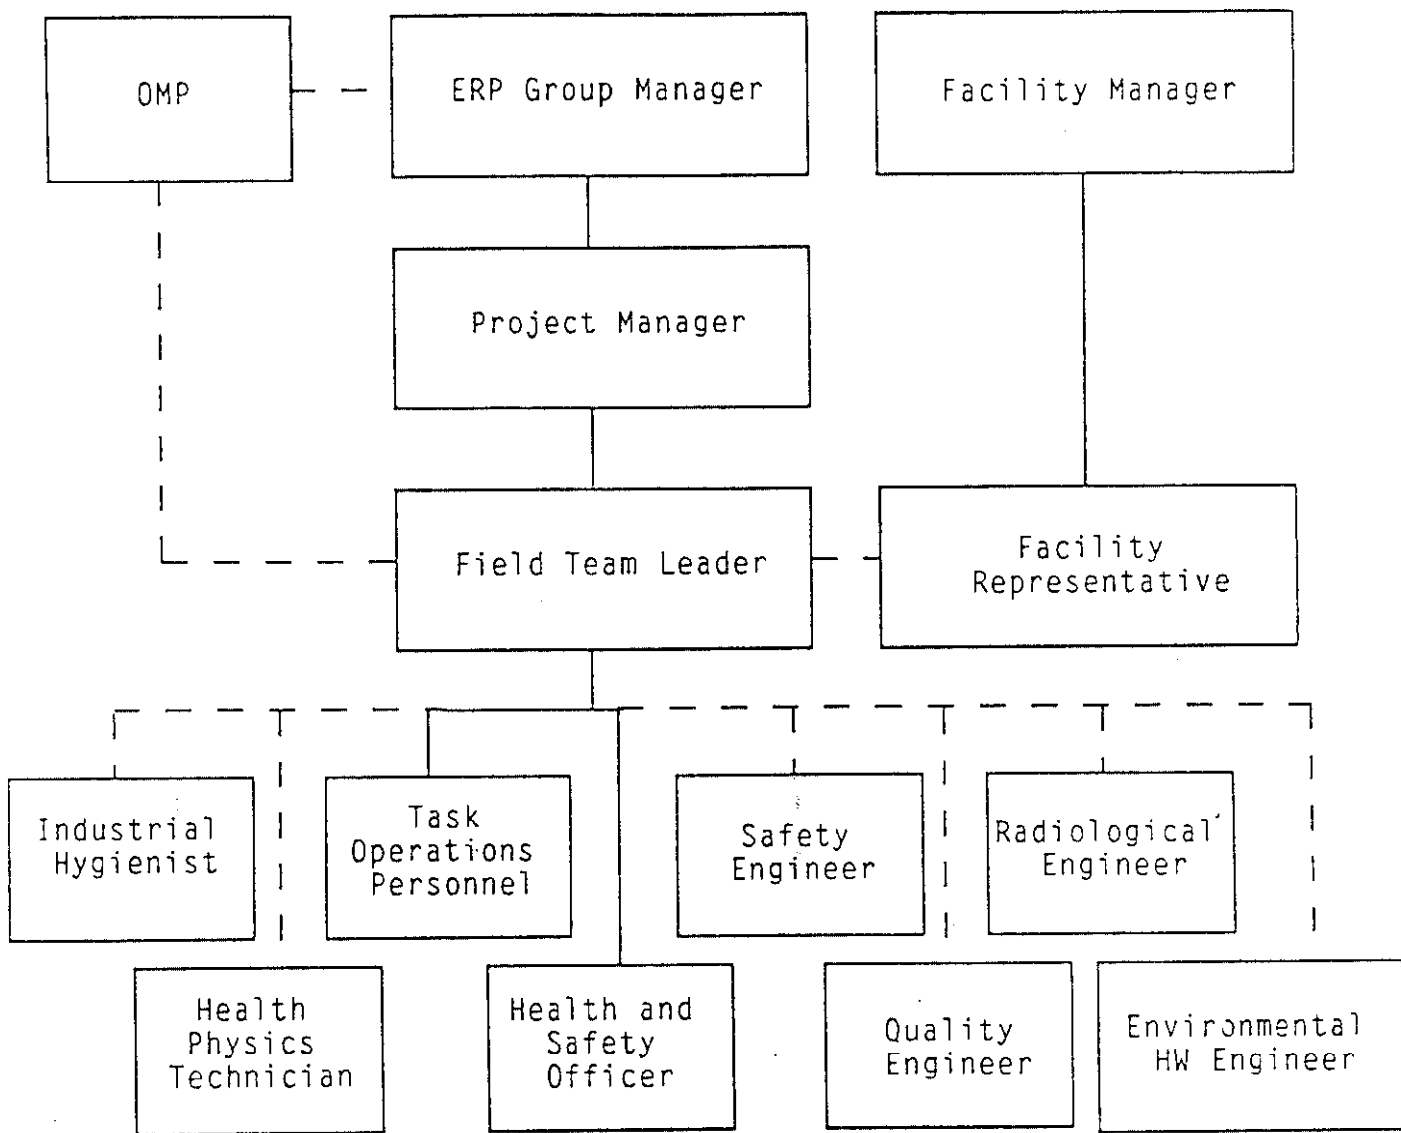 OMP
ERP Group Manager
Facility Manager
Project Manager
Field Team Leader
Facility
Representative
Industrial
Hygienist
Task
Operations
Personnel
Safety
Engineer
Radiological
Engineer
Health
Physics
Technician
Health and
Safety
Officer
Quality
Engineer
Environmental
HW Engineer